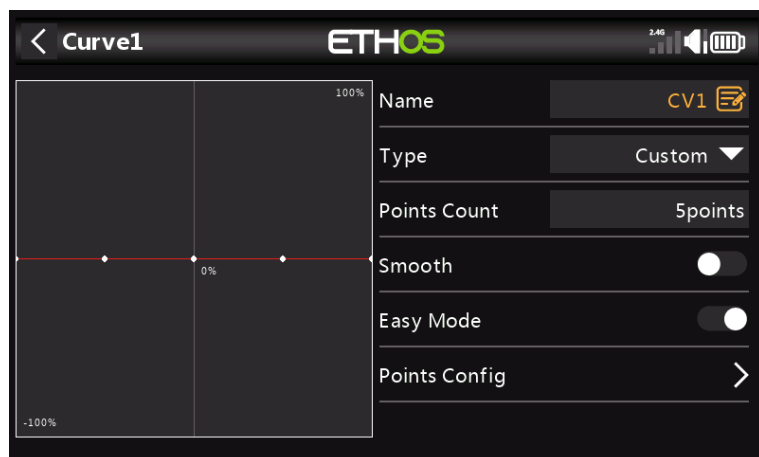 Curve1
ETHOS
2.4G
100%
0%
-100%
Name
CV1
Type
Custom
Points Count
5points
Smooth
Easy Mode
Points Config